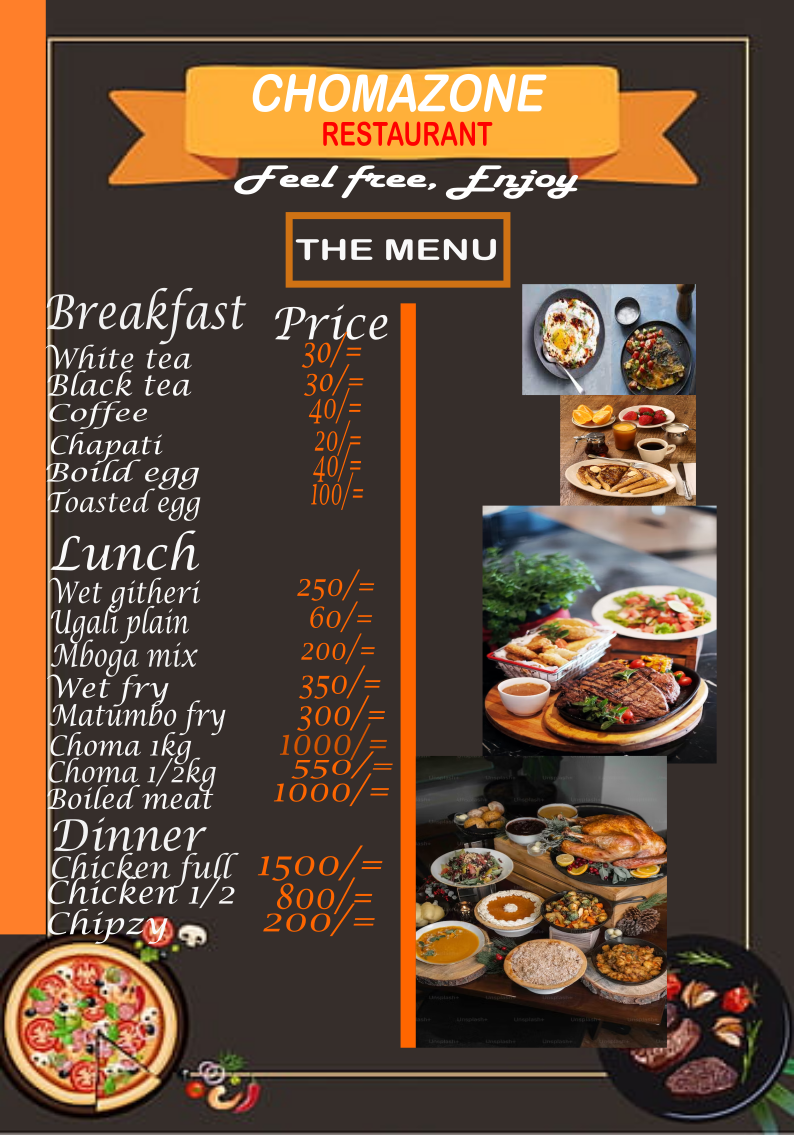 CHOMAZONE
RESTAURANT
Feel free, Enjoy
THE MENU
Breakfast Price
White tea 30/=
Black tea 30/=
Coffee 40/=
Chapati 20/=
Boild egg 40/=
Toasted egg 100/=
Lunch
Wet githeri 250/=
Ugali plain 60/=
Mboga mix 200/=
Wet fry 350/=
Matumbo fry 300/=
Choma 1kg 1000/=
Choma 1/2kg 550/=
Boiled meat 1000/=
Dinner
Chicken full 1500/=
Chicken 1/2 800/=
Chipzy 200/=